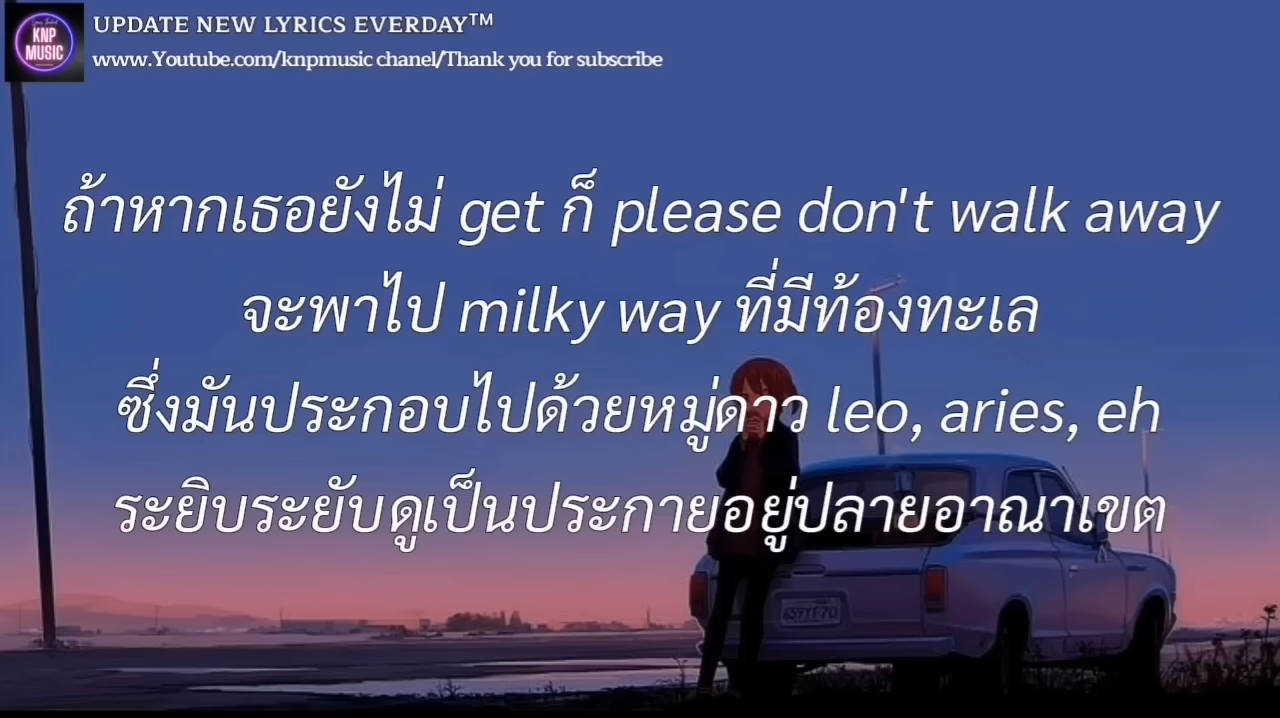 KNP
MUSIC
UPDATE NEW LYRICS EVERDAY™
www.Youtube.com/knpmusic chanel/Thank you for subscribe
ถ้าหากเธอยังไม่ get ก็ please don't walk away
จะพาไป milky way ที่มีท้องทะเล
ซึ่งมันประกอบไปด้วยหมู่ดาว leo, aries, eh
ระยิบระยับดูเป็นประกายอยู่ปลายอาณาเขต